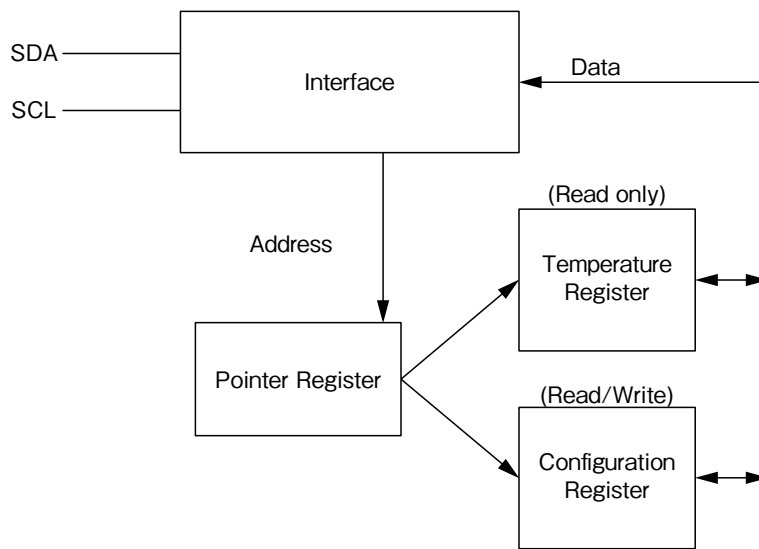 SDA
SCL
Interface
Data
Address
(Read only)
Temperature
Register
Pointer Register
(Read/Write)
Configuration
Register